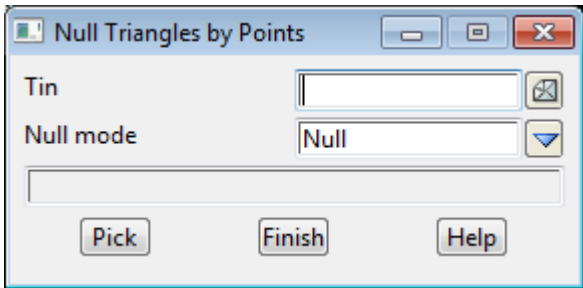 Null Triangles by Points
Tin
Null mode Null
Pick Finish Help